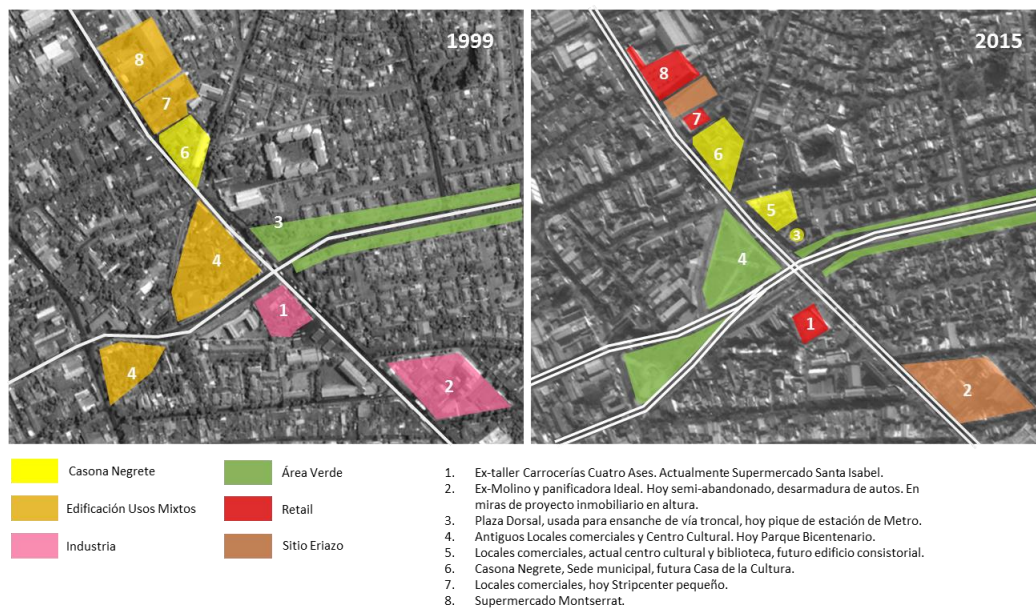 1999
8
7
6
3
4
1
4
2
2015
8
7
6
5
3
4
1
2
Casona Negrete
Edificación Usos Mixtos
Industria
Área Verde
Retail
Sitio Eriazo
1. Ex-taller Carrocerías Cuatro Ases. Actualmente Supermercado Santa Isabel.
2. Ex-Molino y panificadora Ideal. Hoy semi-abandonado, desarmadura de autos. En
miras de proyecto inmobiliario en altura.
3. Plaza Dorsal, usada para ensanche de vía troncal, hoy pique de estación de Metro.
4. Antiguos Locales comerciales y Centro Cultural. Hoy Parque Bicentenario.
5. Locales comerciales, actual centro cultural y biblioteca, futuro edificio consistorial.
6. Casona Negrete, Sede municipal, futura Casa de la Cultura.
7. Locales comerciales, hoy Stripcenter pequeño.
8. Supermercado Montserrat.